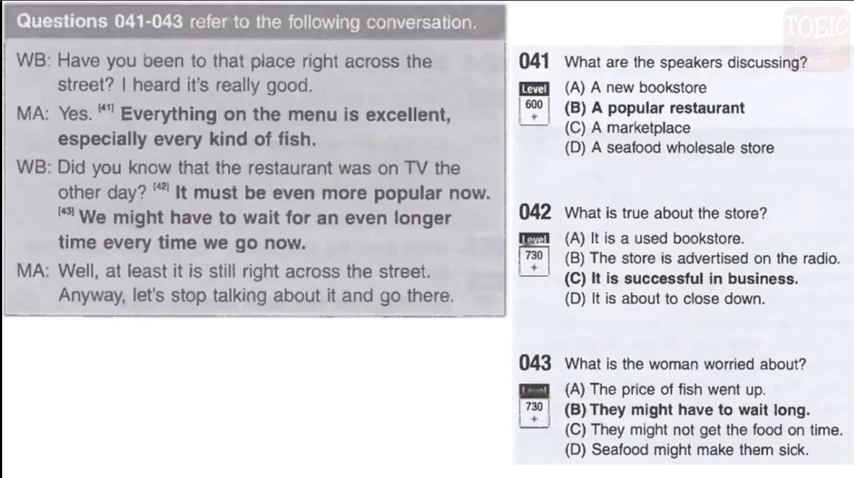 Questions 041-043 refer to the following conversation.
WB: Have you been to that place right across the
street? I heard it's really good.
MA: Yes. [41] Everything on the menu is excellent,
especially every kind of fish.
WB: Did you know that the restaurant was on TV the
other day? [42] It must be even more popular now.
[43] We might have to wait for an even longer
time every time we go now.
MA: Well, at least it is still right across the street.
Anyway, let's stop talking about it and go there.
TOEIC
041 What are the speakers discussing?
Level
600
+
(A) A new bookstore
(B) A popular restaurant
(C) A marketplace
(D) A seafood wholesale store
042 What is true about the store?
Level
730
+
(A) It is a used bookstore.
(B) The store is advertised on the radio.
(C) It is successful in business.
(D) It is about to close down.
043 What is the woman worried about?
Level
730
+
(A) The price of fish went up.
(B) They might have to wait long.
(C) They might not get the food on time.
(D) Seafood might make them sick.